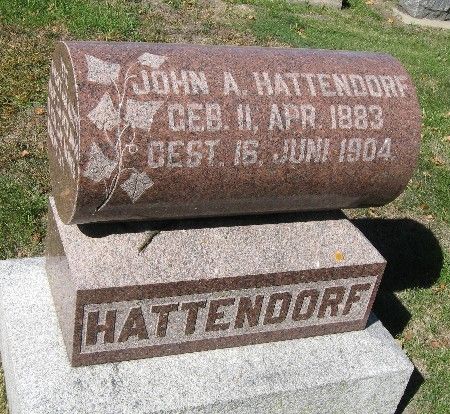 JOHN A. HATTENDORF
GEB. 11, APR. 1883
GEST. 16, JUNI 1904.
HATTENDORF